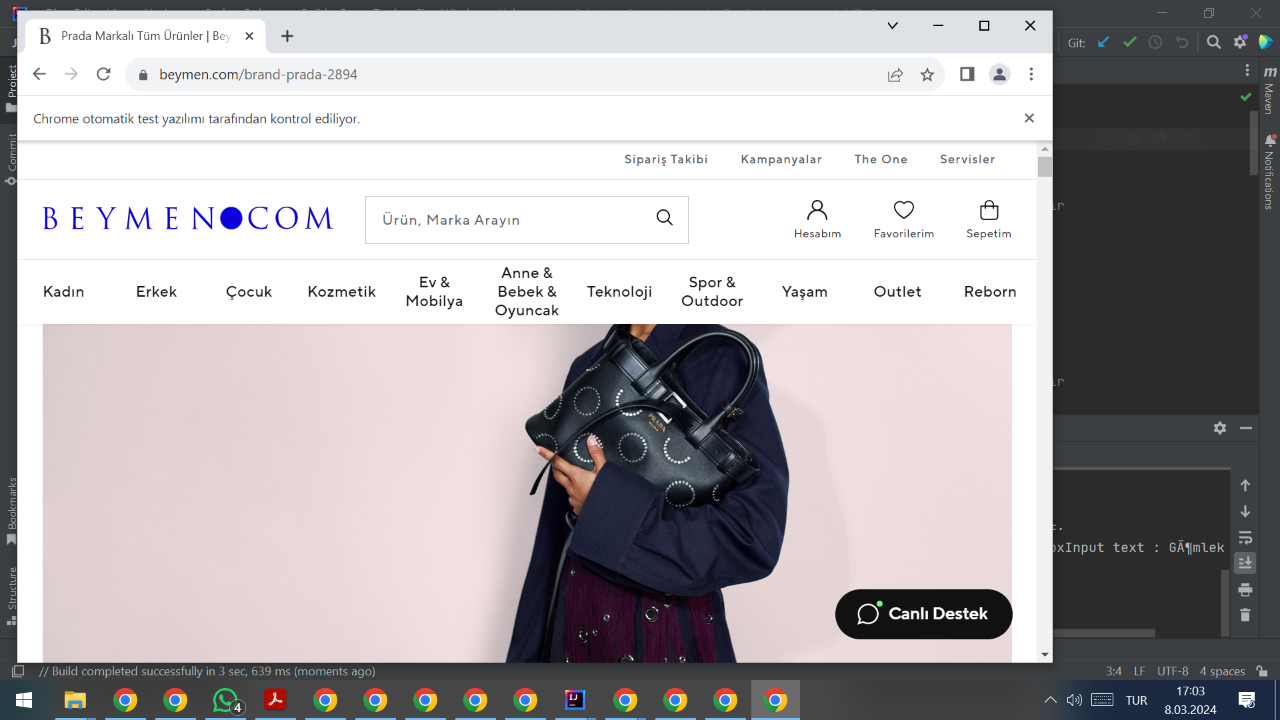 Prada Markalı Tüm Ürünler | Bey
beymen.com/brand-prada-2894
Chrome otomatik test yazılımı tarafından kontrol ediliyor.
Git:
Project
Commit
Bookmarks
Structure
Maven
Notifications
Sipariş Takibi
Kampanyalar
The One
Servisler
BEYMEN COM
Ürün, Marka Arayın
Hesabım
Favorilerim
Sepetim
Kadın
Erkek
Çocuk
Kozmetik
Ev &
Mobilya
Anne &
Bebek &
Oyuncak
Teknoloji
Spor &
Outdoor
Yaşam
Outlet
Reborn
PRADA
Canlı Destek
oxInput text : GÃ¶mlek
// Build completed successfully in 3 sec, 639 ms (moments ago)
3:4 LF UTF-8 4 spaces
4
TUR
17:03
8.03.2024